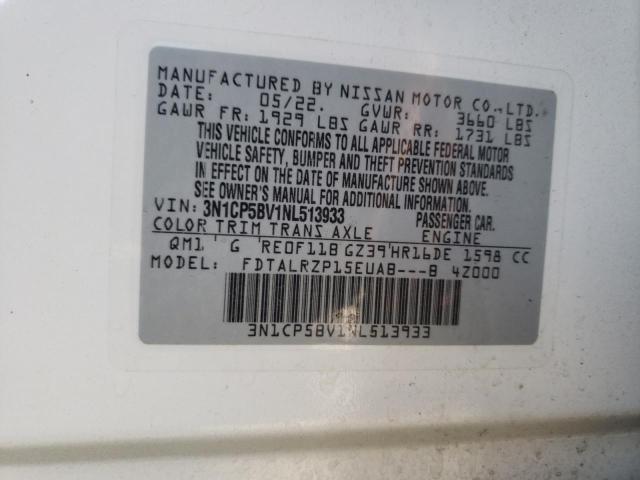 MANUFACTURED BY NISSAN MOTOR CO.,LTD.
DATE: 05/22. GVWR: 3660 LBS
GAWR FR: 1929 LBS GAWR RR: 1731 LBS
THIS VEHICLE CONFORMS TO ALL APPLICABLE FEDERAL MOTOR
VEHICLE SAFETY, BUMPER AND THEFT PREVENTION STANDARDS
IN EFFECT ON THE DATE OF MANUFACTURE SHOWN ABOVE.
SEE OWNER'S MANUAL FOR ADDITIONAL INFORMATION.
VIN: 3N1CP5BV1NL513933 PASSENGER CAR.
COLOR TRIM TRANS AXLE ENGINE
QM1 G RE0F11B GZ39 HR16DE 1598 CC
MODEL FDTALRZP15EUAB---B 4Z000
3N1CP5BV1NL513933